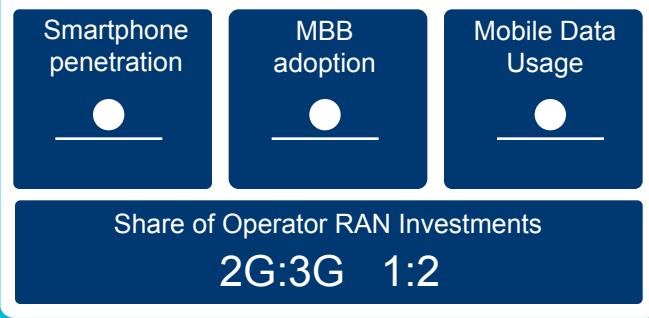 Smartphone
penetration
MBB
adoption
Mobile Data
Usage
Share of Operator RAN Investments
2G:3G 1:2